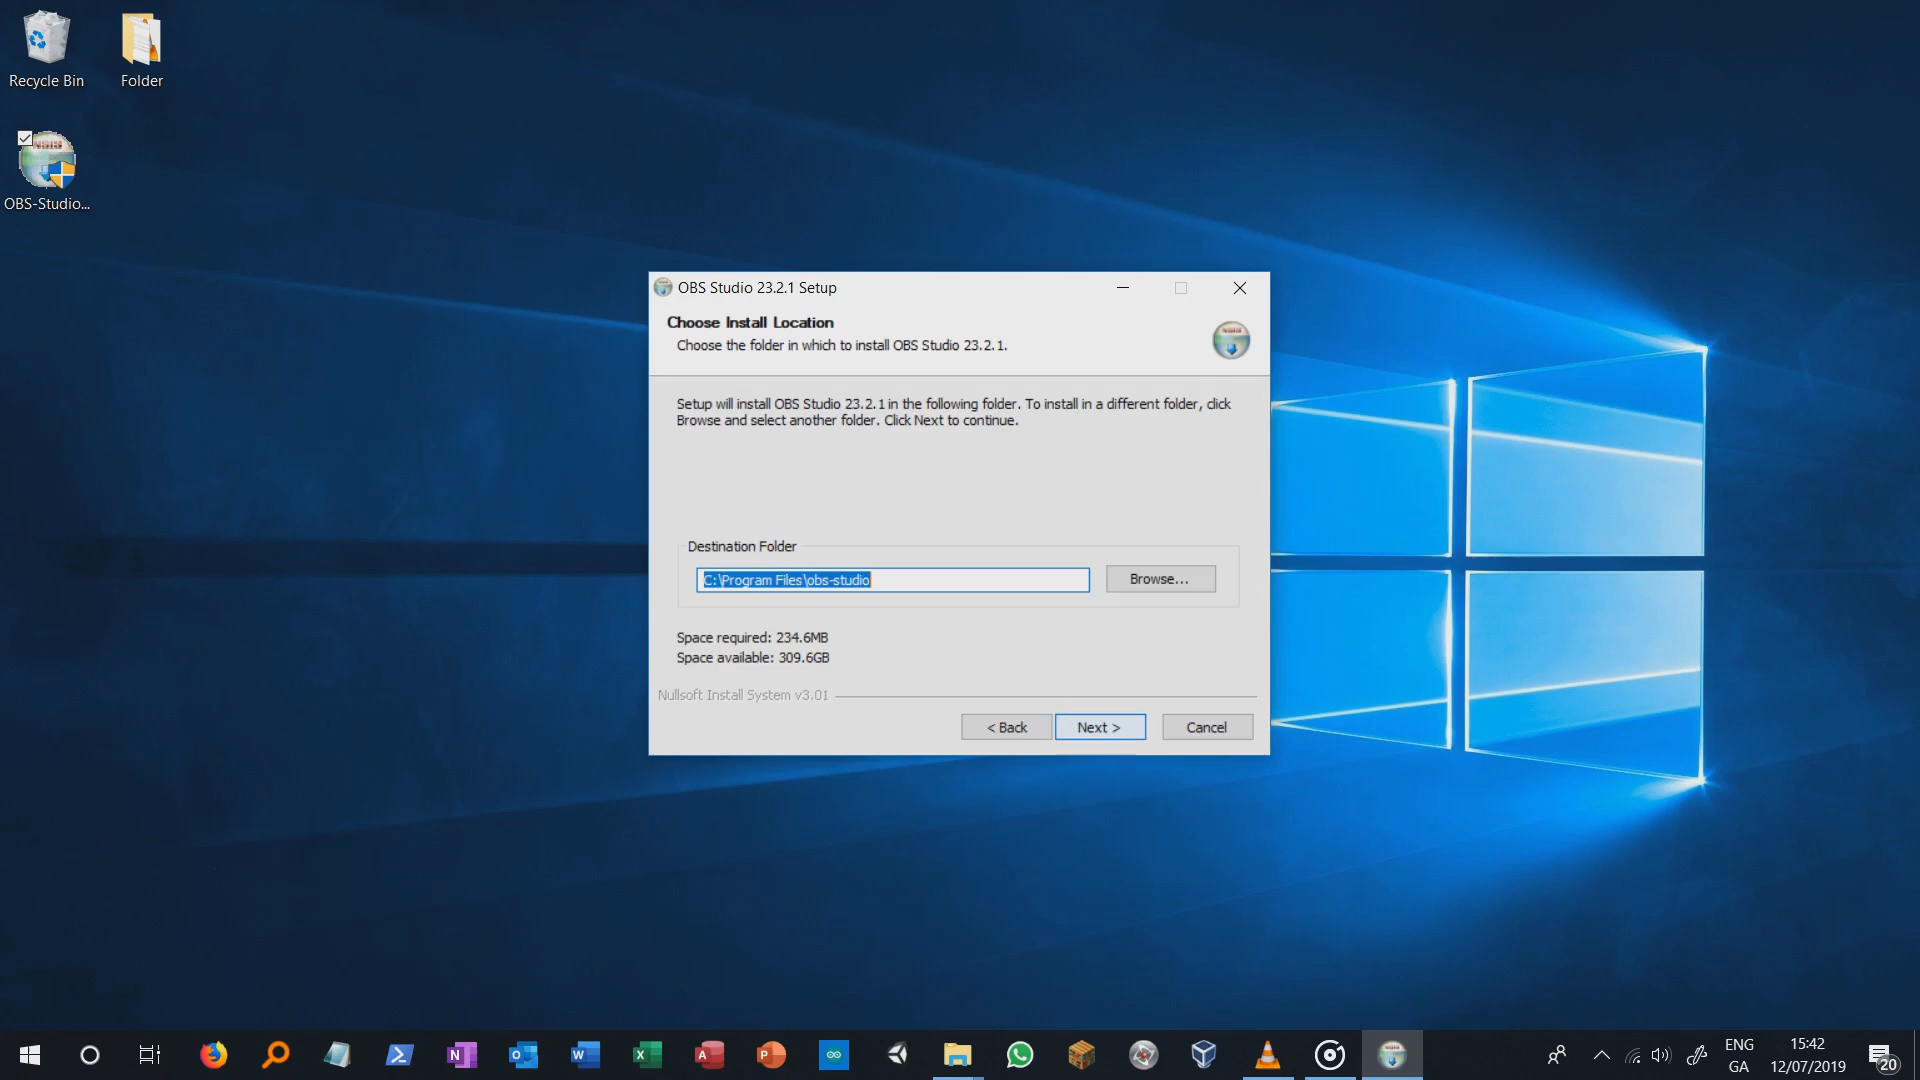 Recycle Bin
Folder
OBS-Studio...
OBS Studio 23.2.1 Setup
Choose Install Location
Choose the folder in which to install OBS Studio 23.2.1.
Setup will install OBS Studio 23.2.1 in the following folder. To install in a different folder, click
Browse and select another folder. Click Next to continue.
Destination Folder
C:\Program Files\obs-studio
Browse...
Space required: 234.6MB
Space available: 309.6GB
Nullsoft Install System v3.01
< Back
Next >
Cancel
ENG
GA
15:42
12/07/2019
20